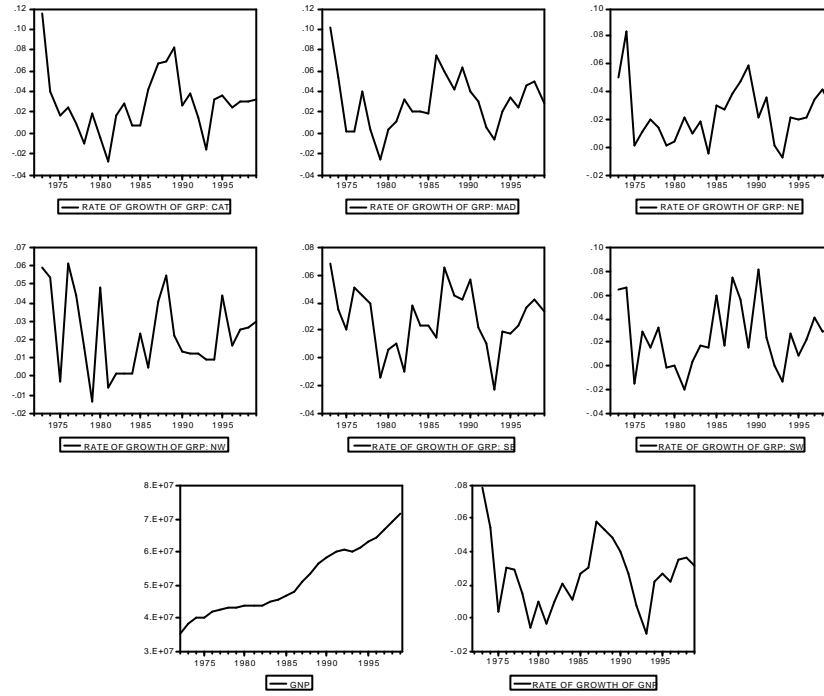 .12
.10
.08
.06
.04
.02
.00
-.02
-.04
1975 1980 1985 1990 1995
RATE OF GROWTH OF GRP: CAT
.12
.10
.08
.06
.04
.02
.00
-.02
-.04
1975 1980 1985 1990 1995
RATE OF GROWTH OF GRP: MAD
.10
.08
.06
.04
.02
.00
-.02
1975 1980 1985 1990 1995
RATE OF GROWTH OF GRP: NE
.07
.06
.05
.04
.03
.02
.01
.00
-.01
-.02
1975 1980 1985 1990 1995
RATE OF GROWTH OF GRP: NW
.08
.06
.04
.02
.00
-.02
-.04
1975 1980 1985 1990 1995
RATE OF GROWTH OF GRP: SE
.10
.08
.06
.04
.02
.00
-.02
-.04
1975 1980 1985 1990 1995
RATE OF GROWTH OF GRP: SW
8.E+07
7.E+07
6.E+07
5.E+07
4.E+07
3.E+07
1975 1980 1985 1990 1995
GNP
.08
.06
.04
.02
.00
-.02
1975 1980 1985 1990 1995
RATE OF GROWTH OF GNP